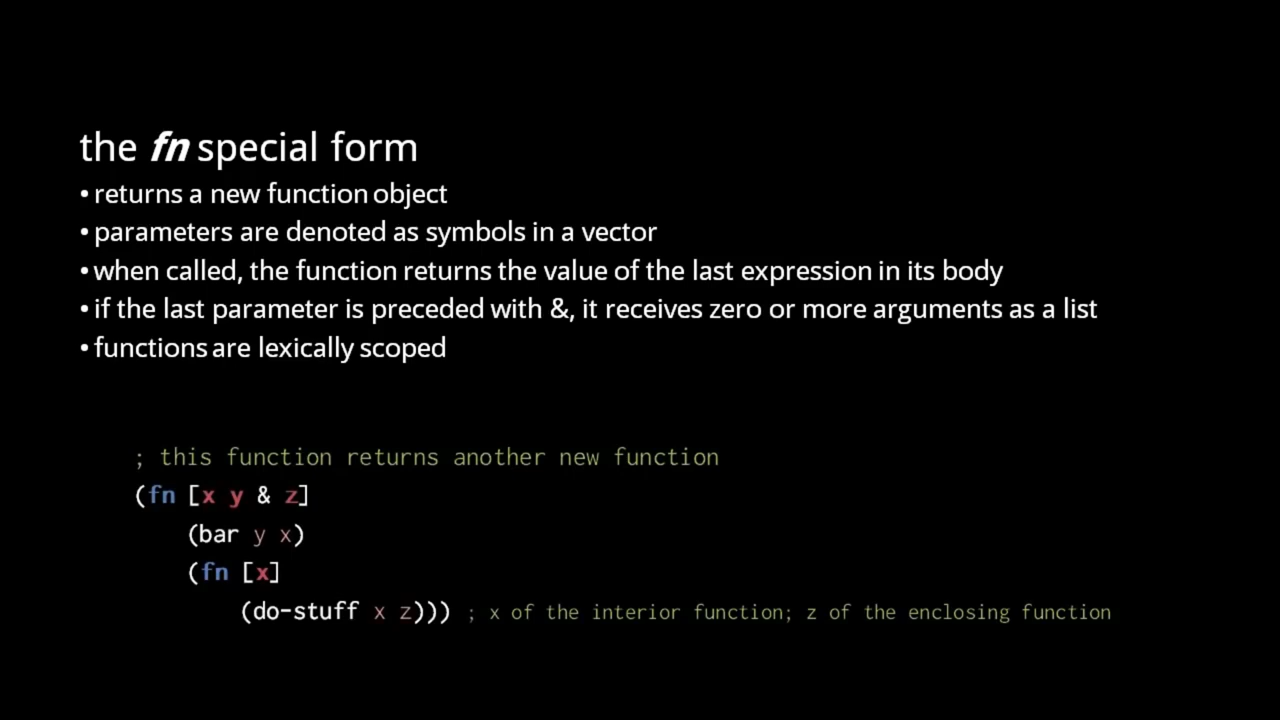 the fn special form
• returns a new function object
• parameters are denoted as symbols in a vector
• when called, the function returns the value of the last expression in its body
• if the last parameter is preceded with &, it receives zero or more arguments as a list
• functions are lexically scoped
; this function returns another new function
(fn [x y & z]
    (bar y x)
    (fn [x]
        (do-stuff x z))) ; x of the interior function; z of the enclosing function